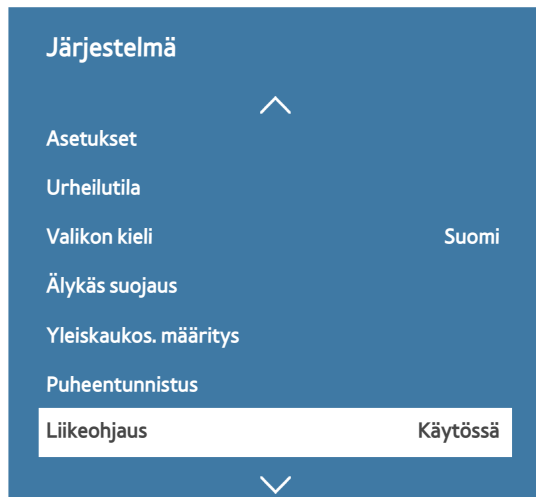 Järjestelmä
Asetukset
Urheilutila
Valikon kieli Suomi
Älykäs suojaus
Yleiskaukos. määritys
Puheentunnistus
Liikeohjaus Käytössä